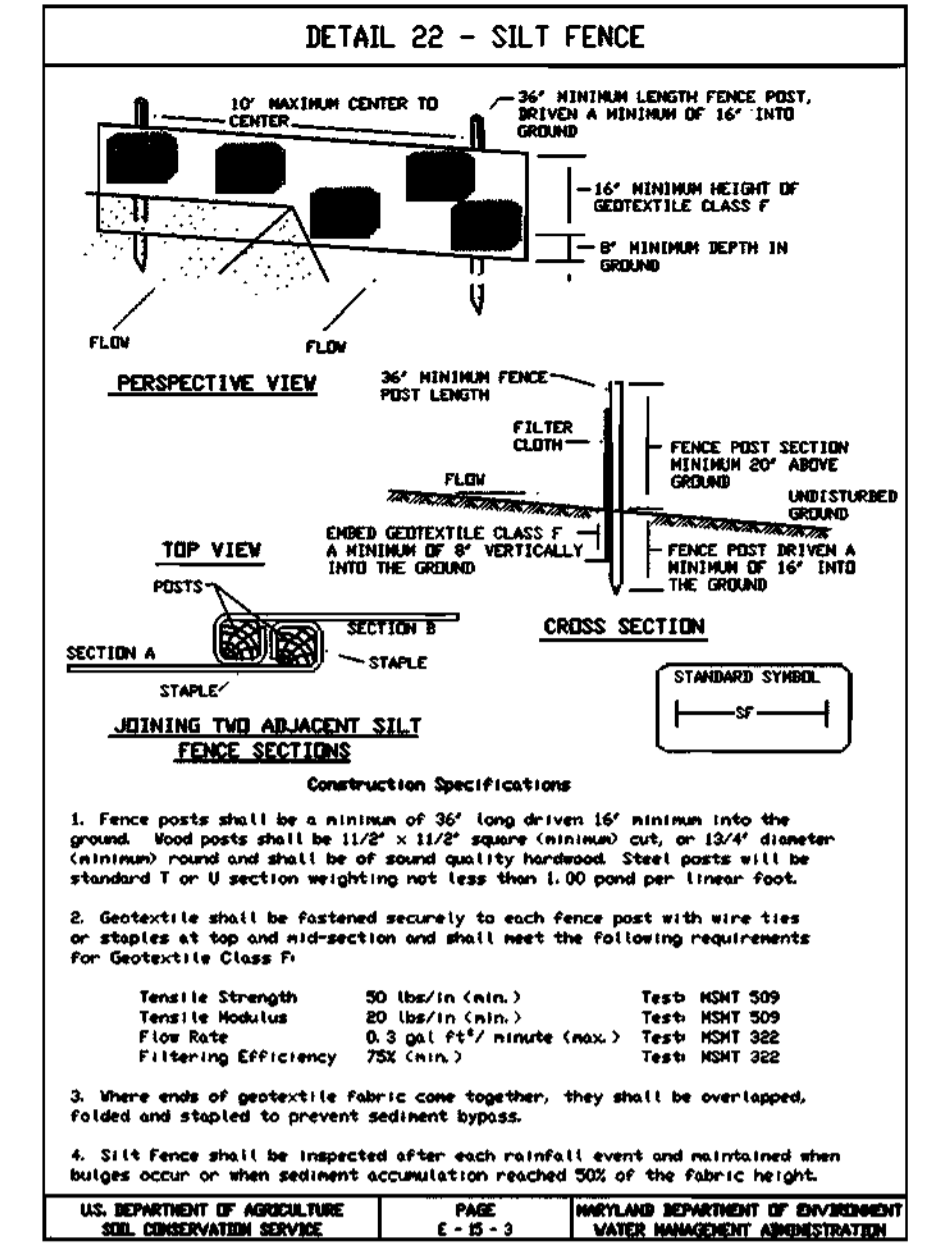 DETAIL 22 - SILT FENCE
10" MAXIMUM CENTER TO
CENTER
36" MINIMUM LENGTH FENCE POST,
DRIVEN A MINIMUM OF 16" INTO
GROUND
16" MINIMUM HEIGHT OF
GEOTEXTILE CLASS F
8" MINIMUM DEPTH IN
GROUND
FLOW
FLOW
PERSPECTIVE VIEW
36" MINIMUM FENCE
POST LENGTH
FILTER
CLOTH
FENCE POST SECTION
MINIMUM 20" ABOVE
GROUND
FLOW
UNDISTURBED
GROUND
EMBED GEOTEXTILE CLASS F
A MINIMUM OF 8" VERTICALLY
INTO THE GROUND
FENCE POST DRIVEN A
MINIMUM OF 16" INTO
THE GROUND
CROSS SECTION
TOP VIEW
POSTS
SECTION B
SECTION A
STAPLE
STAPLE
JOINING TWO ADJACENT SILT
FENCE SECTIONS
STANDARD SYMBOL
SF
Construction Specifications
1. Fence posts shall be a minimum of 36" long driven 16" minimum into the
ground. Wood posts shall be 11/2" x 11/2" square (minimum) cut, or 13/4" diameter
(minimum) round and shall be of sound quality hardwood. Steel posts will be
standard T or U section weighting not less than 1.00 pond per linear foot.
2. Geotextile shall be fastened securely to each fence post with wire ties
or staples at top and mid-section and shall meet the following requirements
for Geotextile Class F:
Tensile Strength 50 lbs/in (min.) Test: MSMT 509
Tensile Modulus 20 lbs/in (min.) Test: MSMT 509
Flow Rate 0.3 gal ft²/ minute (max.) Test: MSMT 322
Filtering Efficiency 75% (min.) Test: MSMT 322
3. Where ends of geotextile fabric come together, they shall be overlapped,
folded and stapled to prevent sediment bypass.
4. Silt Fence shall be inspected after each rainfall event and maintained when
bulges occur or when sediment accumulation reached 50% of the fabric height.
U.S. DEPARTMENT OF AGRICULTURE
SOIL CONSERVATION SERVICE
PAGE
E - 15 - 3
MARYLAND DEPARTMENT OF ENVIRONMENT
WATER MANAGEMENT ADMINISTRATION